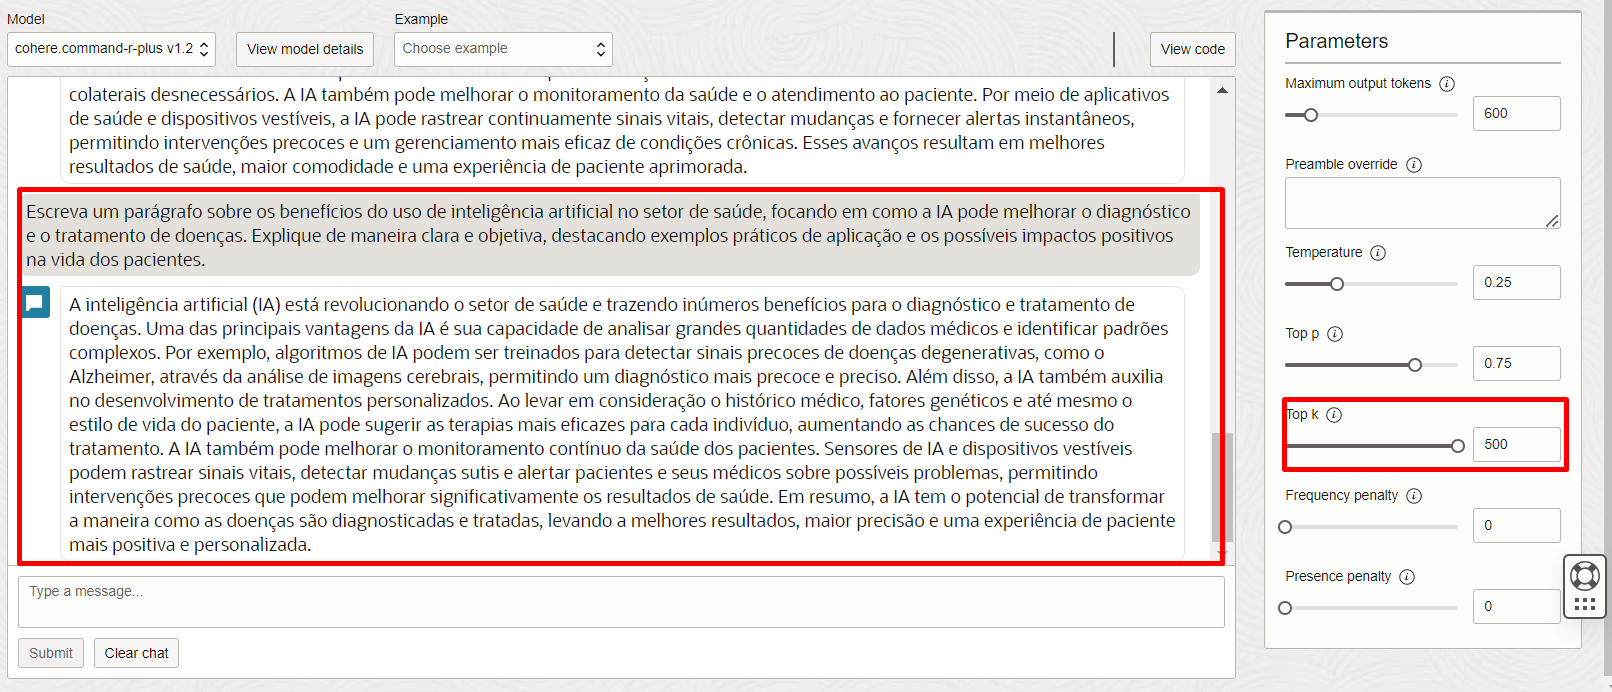 Model
Example
cohere.command-r-plus v1.2
View model details
Choose example
View code
colaterais desnecessários. A IA também pode melhorar o monitoramento da saúde e o atendimento ao paciente. Por meio de aplicativos
de saúde e dispositivos vestíveis, a IA pode rastrear continuamente sinais vitais, detectar mudanças e fornecer alertas instantâneos,
permitindo intervenções precoces e um gerenciamento mais eficaz de condições crônicas. Esses avanços resultam em melhores
resultados de saúde, maior comodidade e uma experiência de paciente aprimorada.
Escreva um parágrafo sobre os benefícios do uso de inteligência artificial no setor de saúde, focando em como a IA pode melhorar o diagnóstico
e o tratamento de doenças. Explique de maneira clara e objetiva, destacando exemplos práticos de aplicação e os possíveis impactos positivos
na vida dos pacientes.
A inteligência artificial (IA) está revolucionando o setor de saúde e trazendo inúmeros benefícios para o diagnóstico e tratamento de
doenças. Uma das principais vantagens da IA é sua capacidade de analisar grandes quantidades de dados médicos e identificar padrões
complexos. Por exemplo, algoritmos de IA podem ser treinados para detectar sinais precoces de doenças degenerativas, como o
Alzheimer, através da análise de imagens cerebrais, permitindo um diagnóstico mais precoce e preciso. Além disso, a IA também auxilia
no desenvolvimento de tratamentos personalizados. Ao levar em consideração o histórico médico, fatores genéticos e até mesmo o
estilo de vida do paciente, a IA pode sugerir as terapias mais eficazes para cada indivíduo, aumentando as chances de sucesso do
tratamento. A IA também pode melhorar o monitoramento contínuo da saúde dos pacientes. Sensores de IA e dispositivos vestíveis
podem rastrear sinais vitais, detectar mudanças sutis e alertar pacientes e seus médicos sobre possíveis problemas, permitindo
intervenções precoces que podem melhorar significativamente os resultados de saúde. Em resumo, a IA tem o potencial de transformar
a maneira como as doenças são diagnosticadas e tratadas, levando a melhores resultados, maior precisão e uma experiência de paciente
mais positiva e personalizada.
Type a message...
Submit
Clear chat
Parameters
Maximum output tokens
600
Preamble override
Temperature
0.25
Top p
0.75
Top k
500
Frequency penalty
0
Presence penalty
0